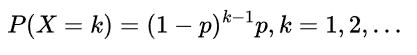 P(X = k) = (1 − p)^{k−1}p, k = 1, 2, …